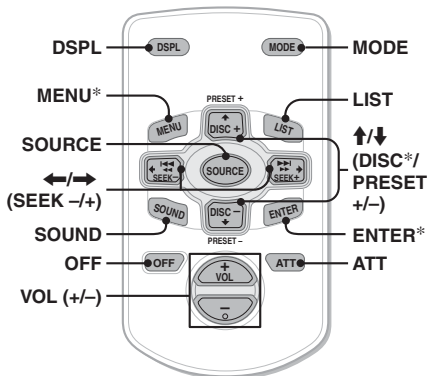 DSPL
DSPL
MODE
MODE
MENU*
PRESET +
LIST
MENU
DISC +
LIST
SOURCE
↑/↓
(DISC*/
PRESET
+/–)
SOURCE
←/→
(SEEK –/+)
SEEK–
SEEK+
SOUND
DISC –
ENTER
SOUND
PRESET –
ENTER*
OFF
OFF
ATT
ATT
+
VOL
–
VOL (+/–)